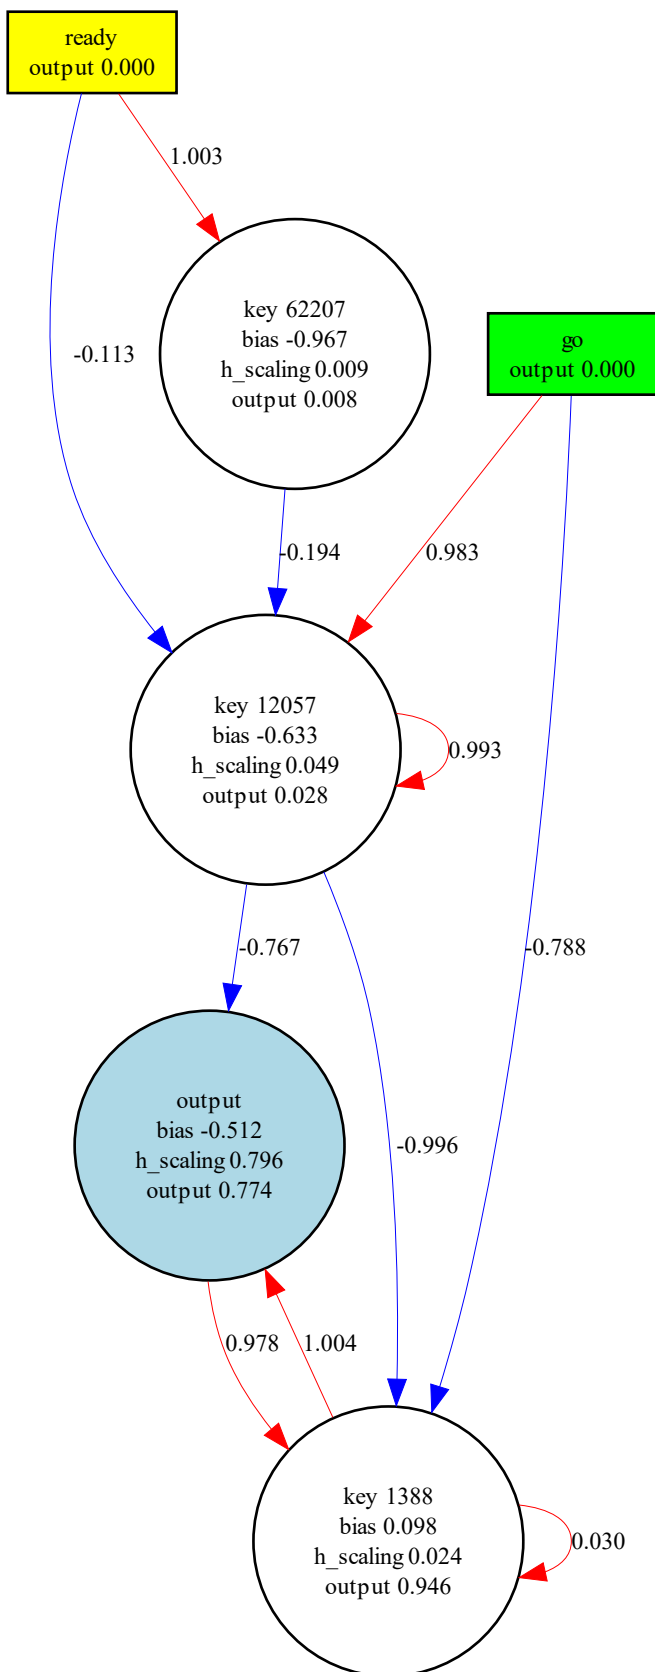 ready
output 0.000
1.003
-0.113
key 62207
bias -0.967
h_scaling 0.009
output 0.008
go
output 0.000
-0.194
0.983
key 12057
bias -0.633
h_scaling 0.049
output 0.028
0.993
-0.767
-0.788
output
bias -0.512
h_scaling 0.796
output 0.774
-0.996
0.978
1.004
key 1388
bias 0.098
h_scaling 0.024
output 0.946
0.030